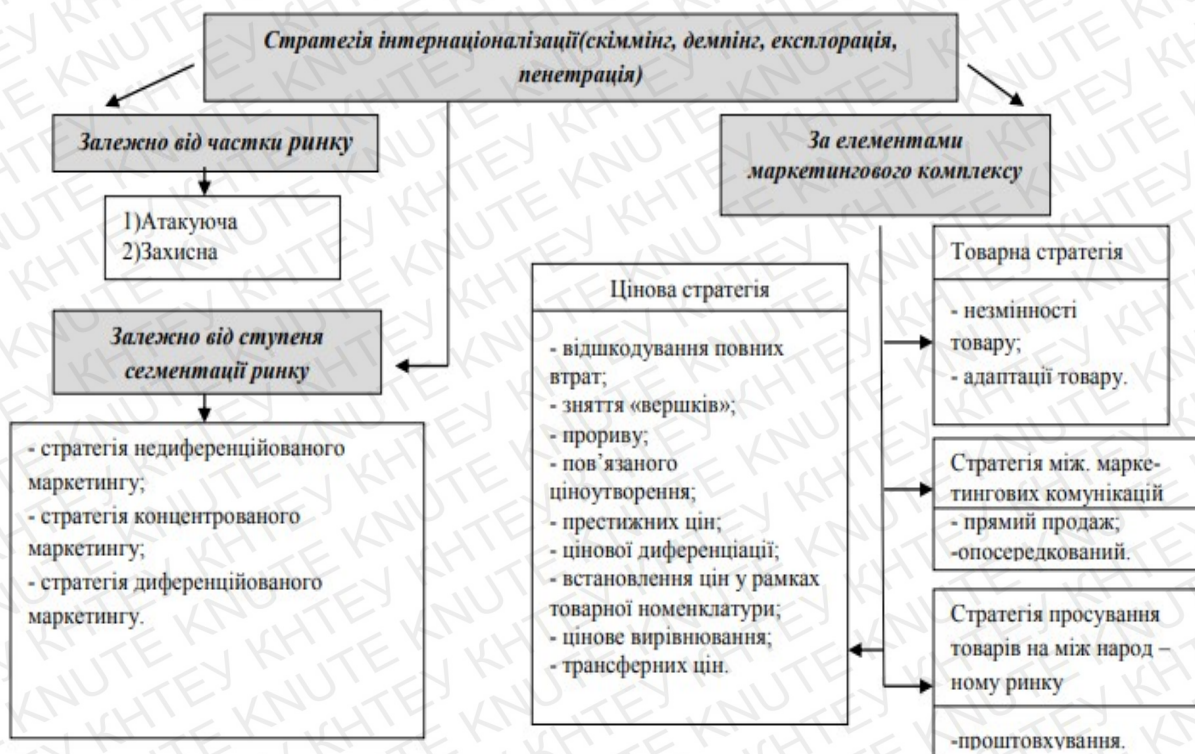 Стратегія інтернаціоналізації(скіммінг, демпінг, експлорація,
пенетрація)
Залежно від частки ринку
1)Атакуюча
2)Захисна
Залежно від ступеня
сегментації ринку
- стратегія недиференційованого
маркетингу;
- стратегія концентрованого
маркетингу;
- стратегія диференційованого
маркетингу.
За елементами
маркетингового комплексу
Цінова стратегія
- відшкодування повних
втрат;
- зняття «вершків»;
- прориву;
- пов’язаного
ціноутворення;
- престижних цін;
- цінової диференціації;
- встановлення цін у рамках
товарної номенклатури;
- цінове вирівнювання;
- трансферних цін.
Товарна стратегія
- незмінності
товару;
- адаптації товару.
Стратегія між. марке-
тингових комунікацій
- прямий продаж;
-опосередкований.
Стратегія просування
товарів на між народ –
ному ринку
-проштовхування.